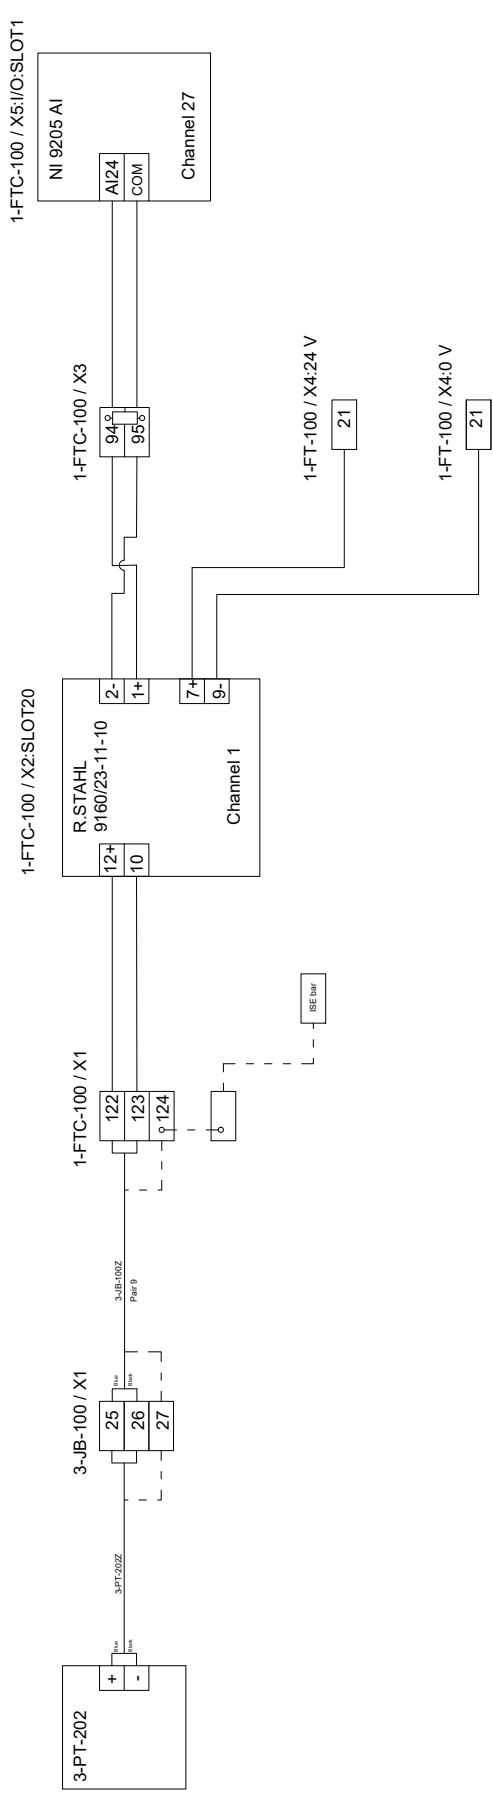 3-PT-202
+
-
Blue
Black
3-PT-202Z
3-JB-100 / X1
25
26
27
Blue
Black
3-JB-100Z
Pair 9
1-FTC-100 / X1
122
123
124
ISE bar
1-FTC-100 / X2:SLOT20
R.STAHL
9160/23-11-10
Channel 1
12+
10
2-
1+
7+
9-
1-FTC-100 / X3
94
95
1-FT-100 / X4:24 V
21
1-FT-100 / X4:0 V
21
1-FTC-100 / X5:I/O:SLOT1
NI 9205 AI
AI24
COM
Channel 27